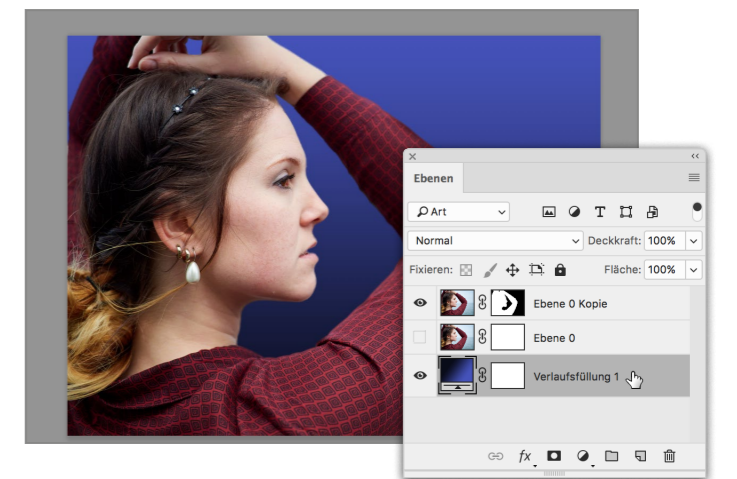 Ebenen
Art
Normal
Deckkraft: 100%
Fixieren:
Fläche: 100%
Ebene 0 Kopie
Ebene 0
Verlaufsfüllung 1
fx